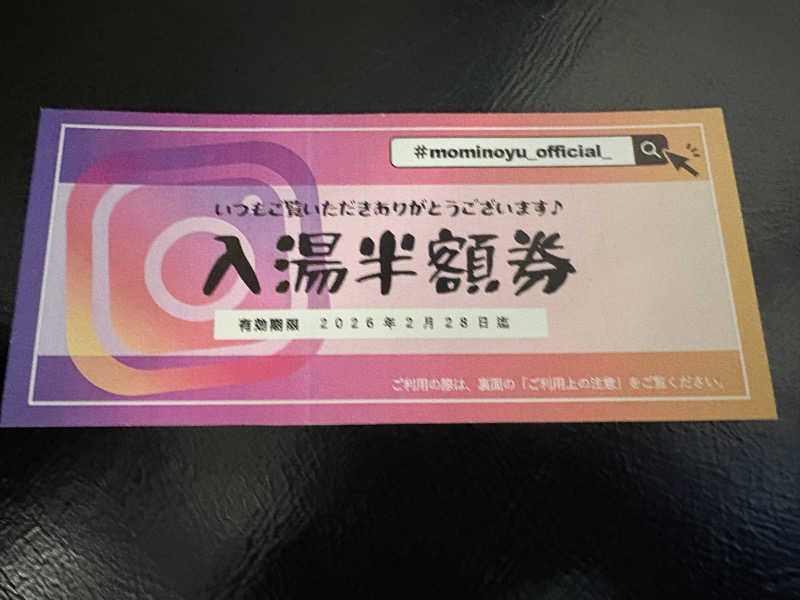 #mominoyu_official_
いつもご覧いただきありがとうございます♪
入湯半額券
有効期限 2026年2月28日迄
ご利用の際は、裏面の「ご利用上の注意」をご覧ください。